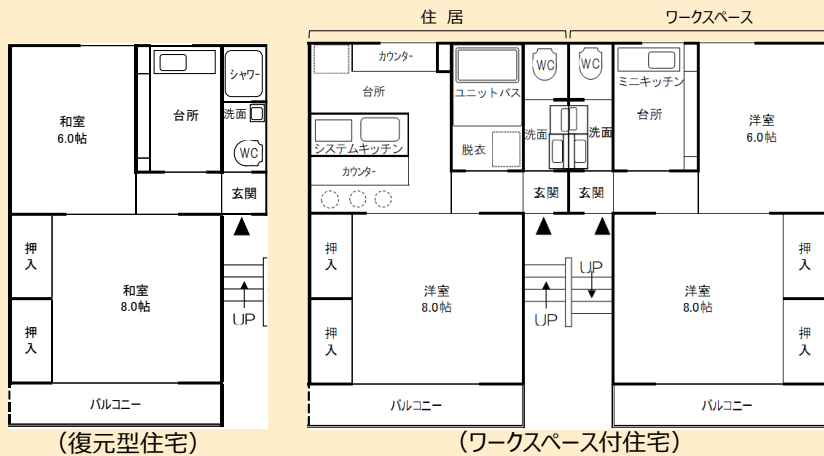 住 居
ワークスペース
和室
6.0帖
台所
シャワー
洗面
WC
玄関
押
入
和室
8.0帖
押
入
UP
バルコニー
（復元型住宅）
カウンター
台所
システムキッチン
カウンター
ユニットバス
脱衣
WC
洗面
玄関
押
入
洋室
8.0帖
押
入
UP
バルコニー
WC
洗面
玄関
ミニキッチン
台所
洋室
6.0帖
UP
洋室
8.0帖
押
入
押
入
バルコニー
（ワークスペース付住宅）